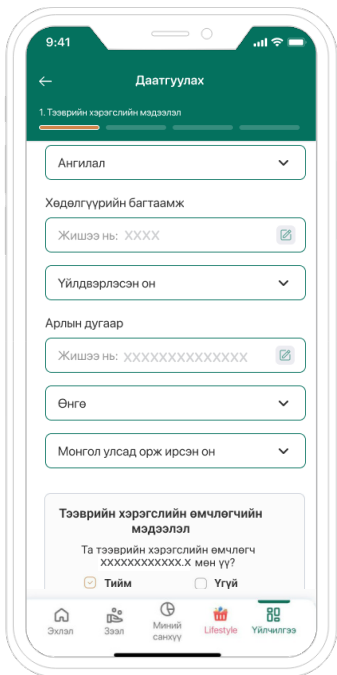 9:41
Даатгуулах
1. Тээврийн хэрэгслийн мэдээлэл
Ангилал
Хөдөлгүүрийн багтаамж
Жишээ нь: XXXX
Үйлдвэрлэсэн он
Арлын дугаар
Жишээ нь: XXXXXXXXXXXXXX
Өнгө
Монгол улсад орж ирсэн он
Тээврийн хэрэгслийн өмчлөгчийн
мэдээлэл
Та тээврийн хэрэгслийн өмчлөгч
XXXXXXXXXXXX.X мөн үү?
Тийм Үгүй
Эхлэл Зээл Миний санхүү Lifestyle Үйлчилгээ